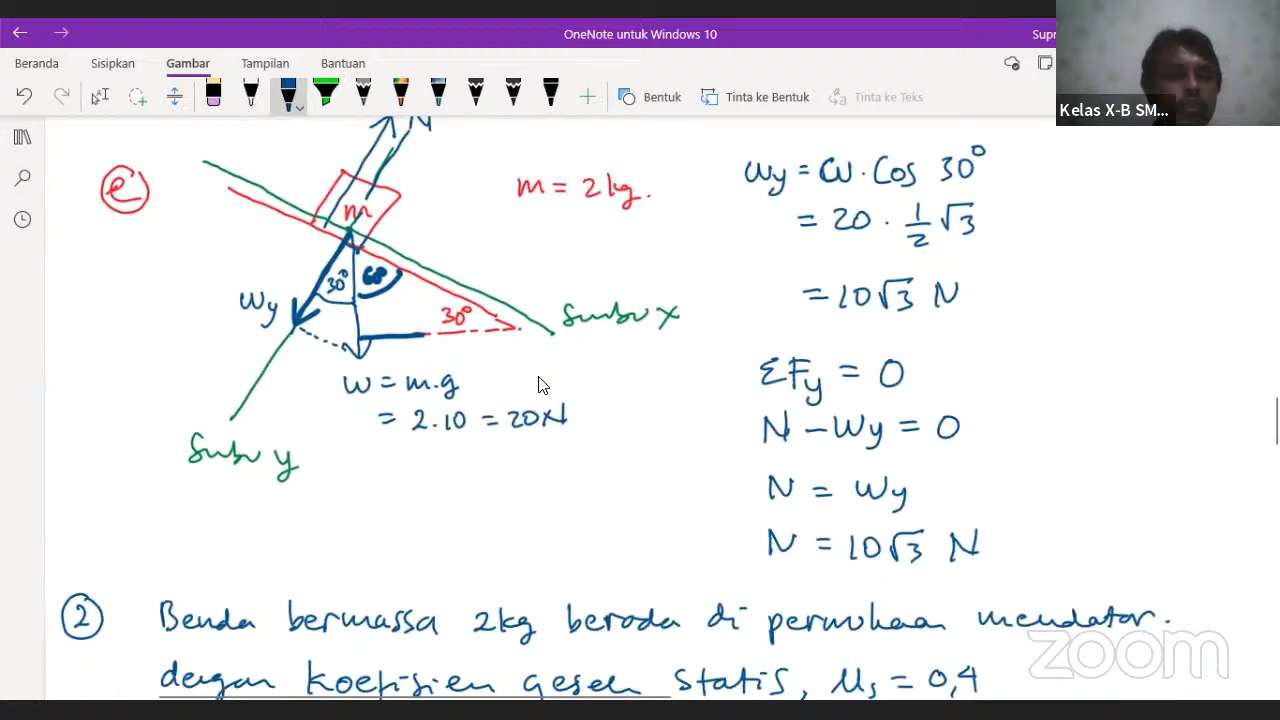 OneNote untuk Windows 10
Supr
Beranda Sisipkan Gambar Tampilan Bantuan
Bentuk Tinta ke Bentuk Tinta ke Teks
Kelas X-B SM...
N
e
m
m = 2 kg.
30°
60°
Wy
30°
Sumbu x
W = m.g
= 2.10 = 20 N
Sumbu y
Wy = W . Cos 30°
= 20 . 1/2 √3
= 10√3 N
ΣFy = 0
N - Wy = 0
N = Wy
N = 10√3 N
2 Benda bermassa 2kg berada di permukaan mendatar.
dengan koefisien gesek statis, μs = 0,4
zoom